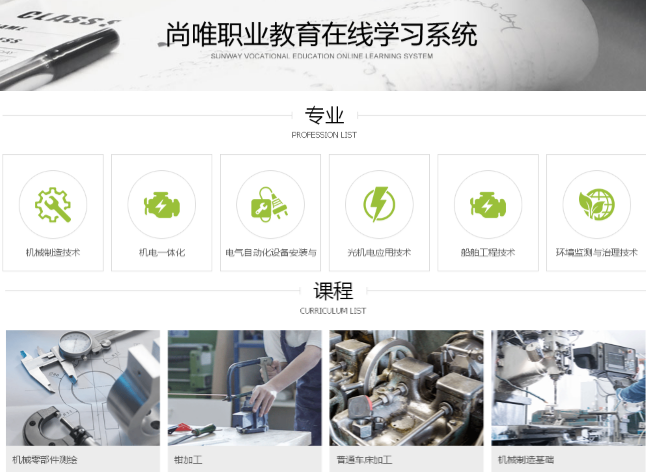 CLASS
尚唯职业教育在线学习系统
SUNWAY VOCATIONAL EDUCATION ONLINE LEARNING SYSTEM
专业
PROFESSION LIST
机械制造技术
机电一体化
电气自动化设备安装与
光机电应用技术
船舶工程技术
环境监测与治理技术
课程
CURRICULUM LIST
机械零部件测绘
钳加工
普通车床加工
机械制造基础